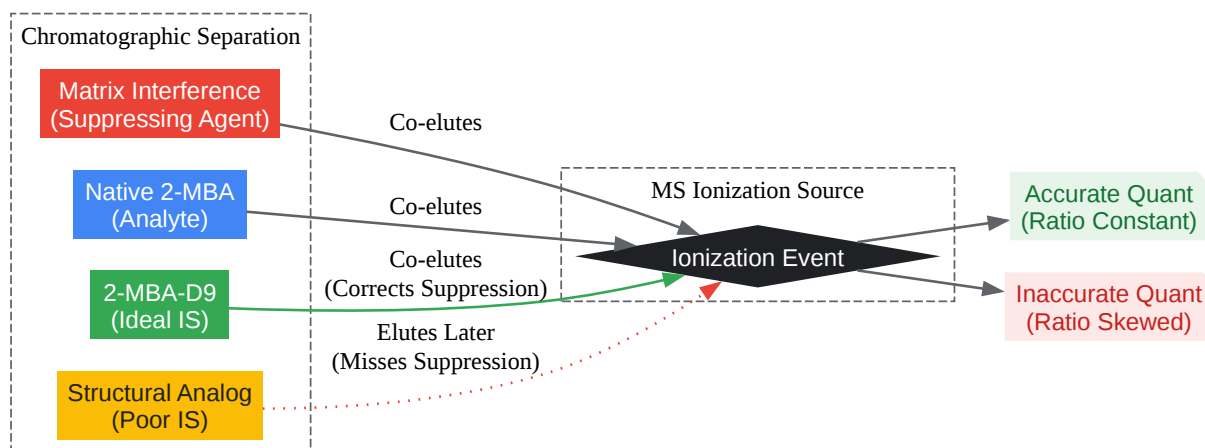 Chromatographic Separation
Matrix Interference
(Suppressing Agent)
Co-elutes
Native 2-MBA
(Analyte)
Co-elutes
2-MBA-D9
(Ideal IS)
Co-elutes
(Corrects Suppression)
Structural Analog
(Poor IS)
Elutes Later
(Misses Suppression)
MS Ionization Source
Ionization Event
Accurate Quant
(Ratio Constant)
Inaccurate Quant
(Ratio Skewed)